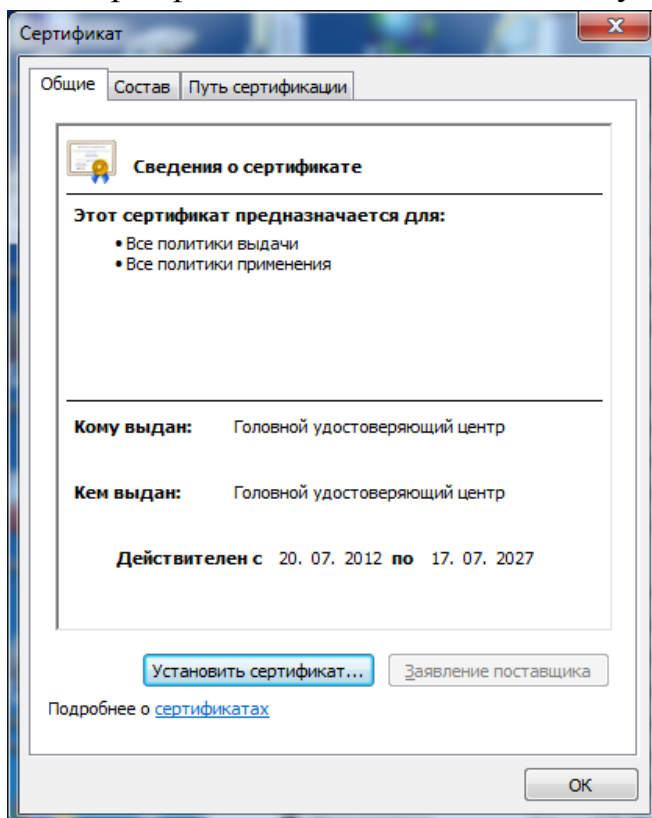 Сертификат
Общие Состав Путь сертификации
Сведения о сертификате
Этот сертификат предназначается для:
• Все политики выдачи
• Все политики применения
Кому выдан: Головной удостоверяющий центр
Кем выдан: Головной удостоверяющий центр
Действителен с 20. 07. 2012 по 17. 07. 2027
Установить сертификат... Заявление поставщика
Подробнее о сертификатах
ОК